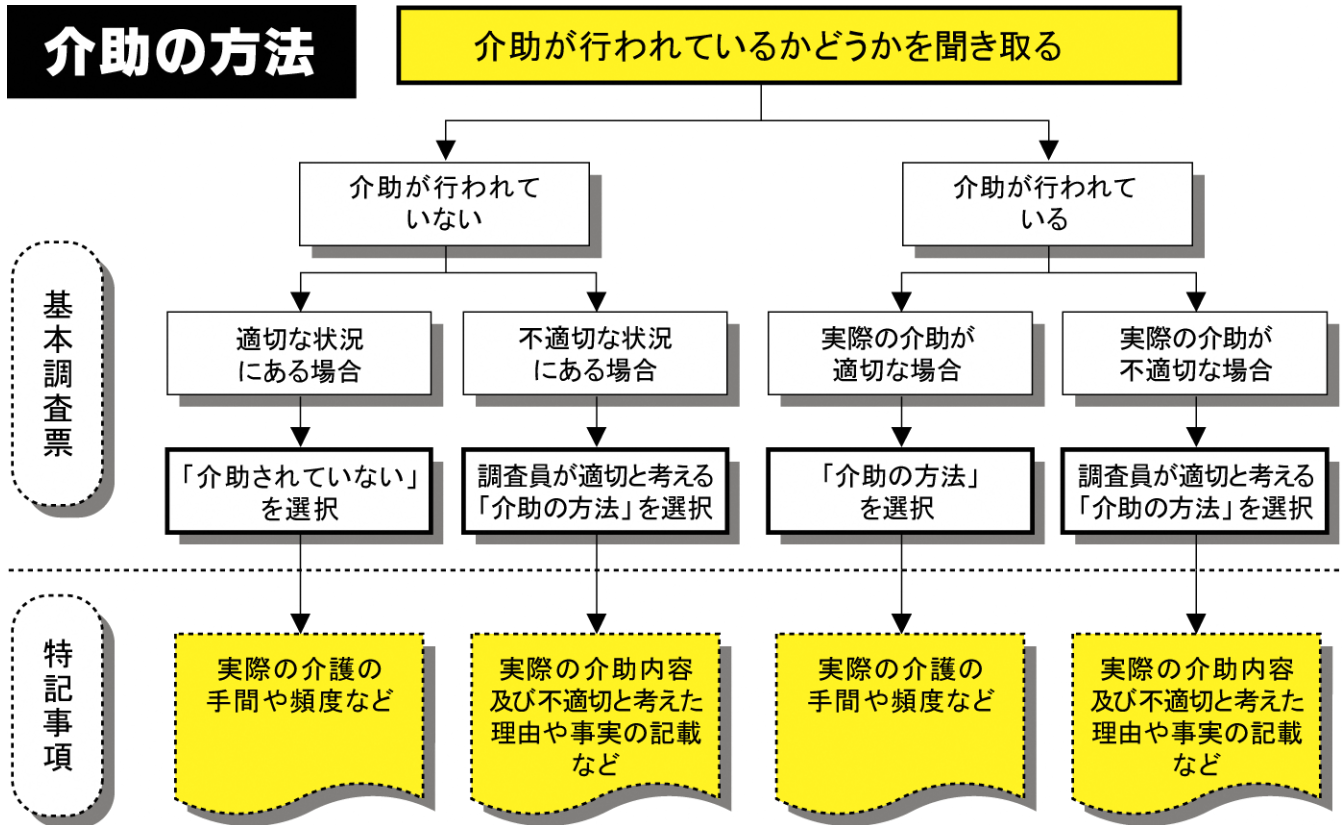 介助の方法
介助が行われているかどうかを聞き取る
介助が行われて
いない
介助が行われて
いる
基本調査票
適切な状況
にある場合
不適切な状況
にある場合
実際の介助が
適切な場合
実際の介助が
不適切な場合
「介助されていない」
を選択
調査員が適切と考える
「介助の方法」を選択
「介助の方法」
を選択
調査員が適切と考える
「介助の方法」を選択
特記事項
実際の介護の
手間や頻度など
実際の介助内容
及び不適切と考えた
理由や事実の記載
など
実際の介護の
手間や頻度など
実際の介助内容
及び不適切と考えた
理由や事実の記載
など